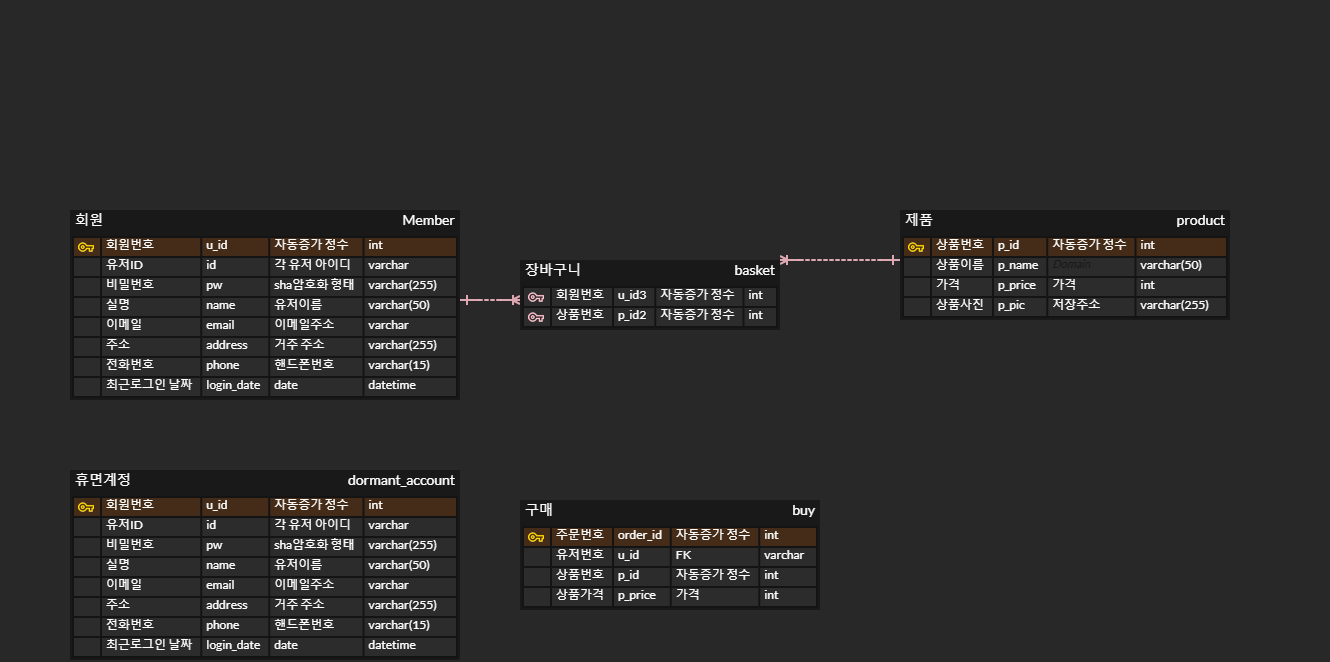 회원 Member
회원번호 u_id 자동증가 정수 int
유저ID id 각 유저 아이디 varchar
비밀번호 pw sha암호화 형태 varchar(255)
실명 name 유저이름 varchar(50)
이메일 email 이메일주소 varchar
주소 address 거주 주소 varchar(255)
전화번호 phone 핸드폰번호 varchar(15)
최근로그인 날짜 login_date date datetime
장바구니 basket
회원번호 u_id3 자동증가 정수 int
상품번호 p_id2 자동증가 정수 int
제품 product
상품번호 p_id 자동증가 정수 int
상품이름 p_name Domain varchar(50)
가격 p_price 가격 int
상품사진 p_pic 저장주소 varchar(255)
휴면계정 dormant_account
회원번호 u_id 자동증가 정수 int
유저ID id 각 유저 아이디 varchar
비밀번호 pw sha암호화 형태 varchar(255)
실명 name 유저이름 varchar(50)
이메일 email 이메일주소 varchar
주소 address 거주 주소 varchar(255)
전화번호 phone 핸드폰번호 varchar(15)
최근로그인 날짜 login_date date datetime
구매 buy
주문번호 order_id 자동증가 정수 int
유저번호 u_id FK varchar
상품번호 p_id 자동증가 정수 int
상품가격 p_price 가격 int